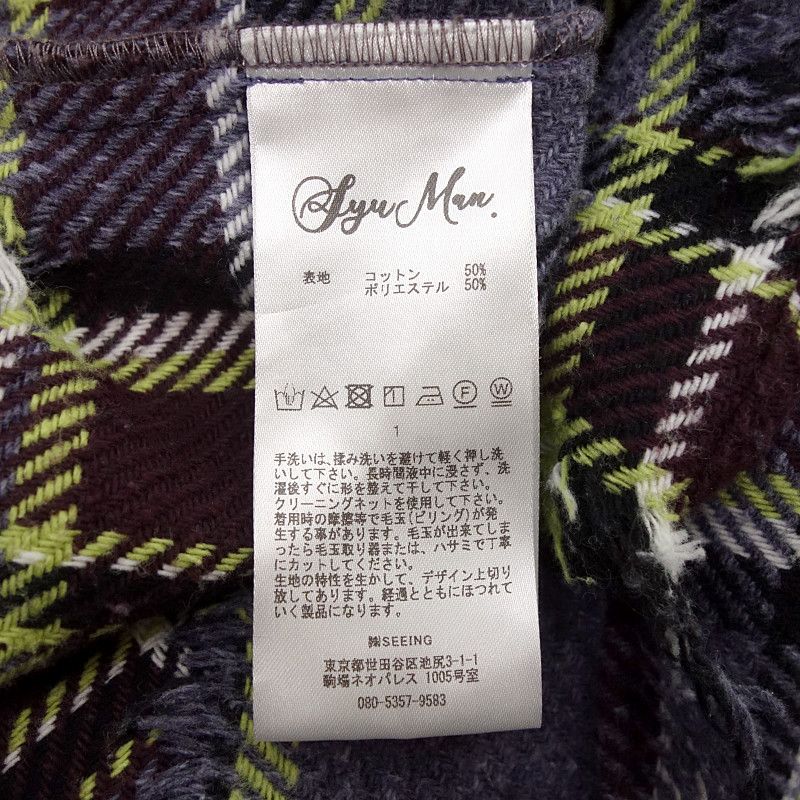 Syu Man.
表地 コットン 50%
ポリエステル 50%
F W
1
手洗いは、揉み洗いを避けて軽く押し洗
いして下さい。長時間液中に浸さず、洗
濯後すぐに形を整えて干して下さい。
クリーニングネットを使用して下さい。
着用時の摩擦等で毛玉(ピリング)が発
生する事があります。毛玉が出来てしま
ったら毛玉取り器または、ハサミで丁寧
にカットしてください。
生地の特性を生かして、デザイン上切り
放してあります。経過とともにほつれて
いく製品になります。
㈱SEEING
東京都世田谷区池尻3-1-1
駒場ネオパレス 1005号室
080-5357-9583